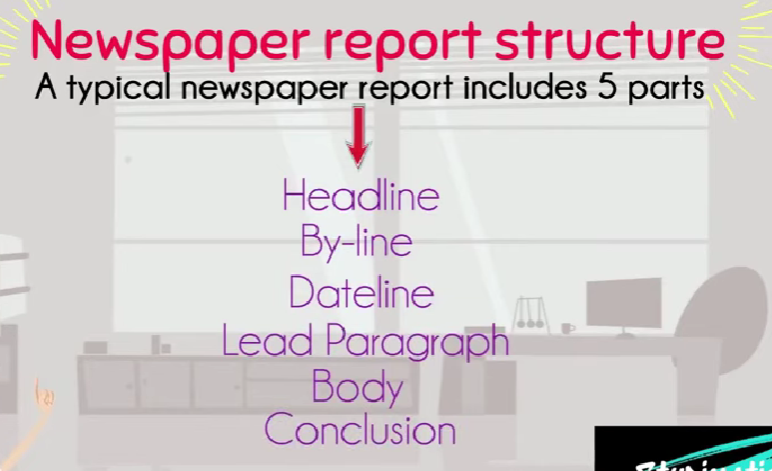 Newspaper report structure
A typical newspaper report includes 5 parts
Headline
By-line
Dateline
Lead Paragraph
Body
Conclusion